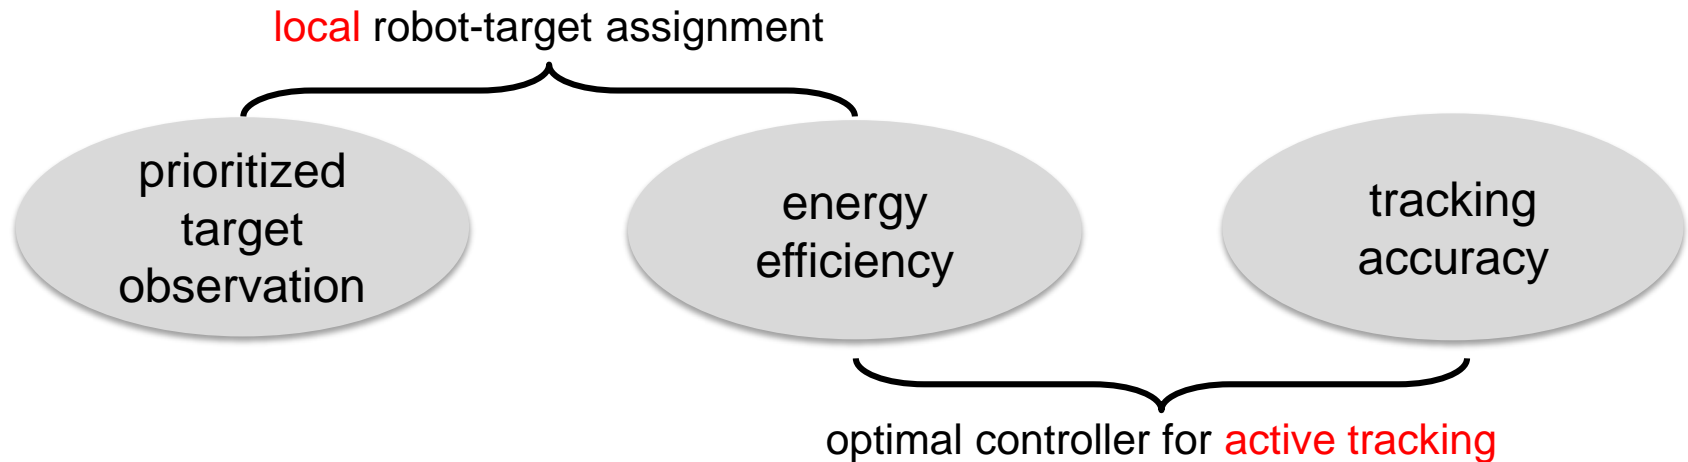 local robot-target assignment
prioritized
target
observation
energy
efficiency
tracking
accuracy
optimal controller for active tracking